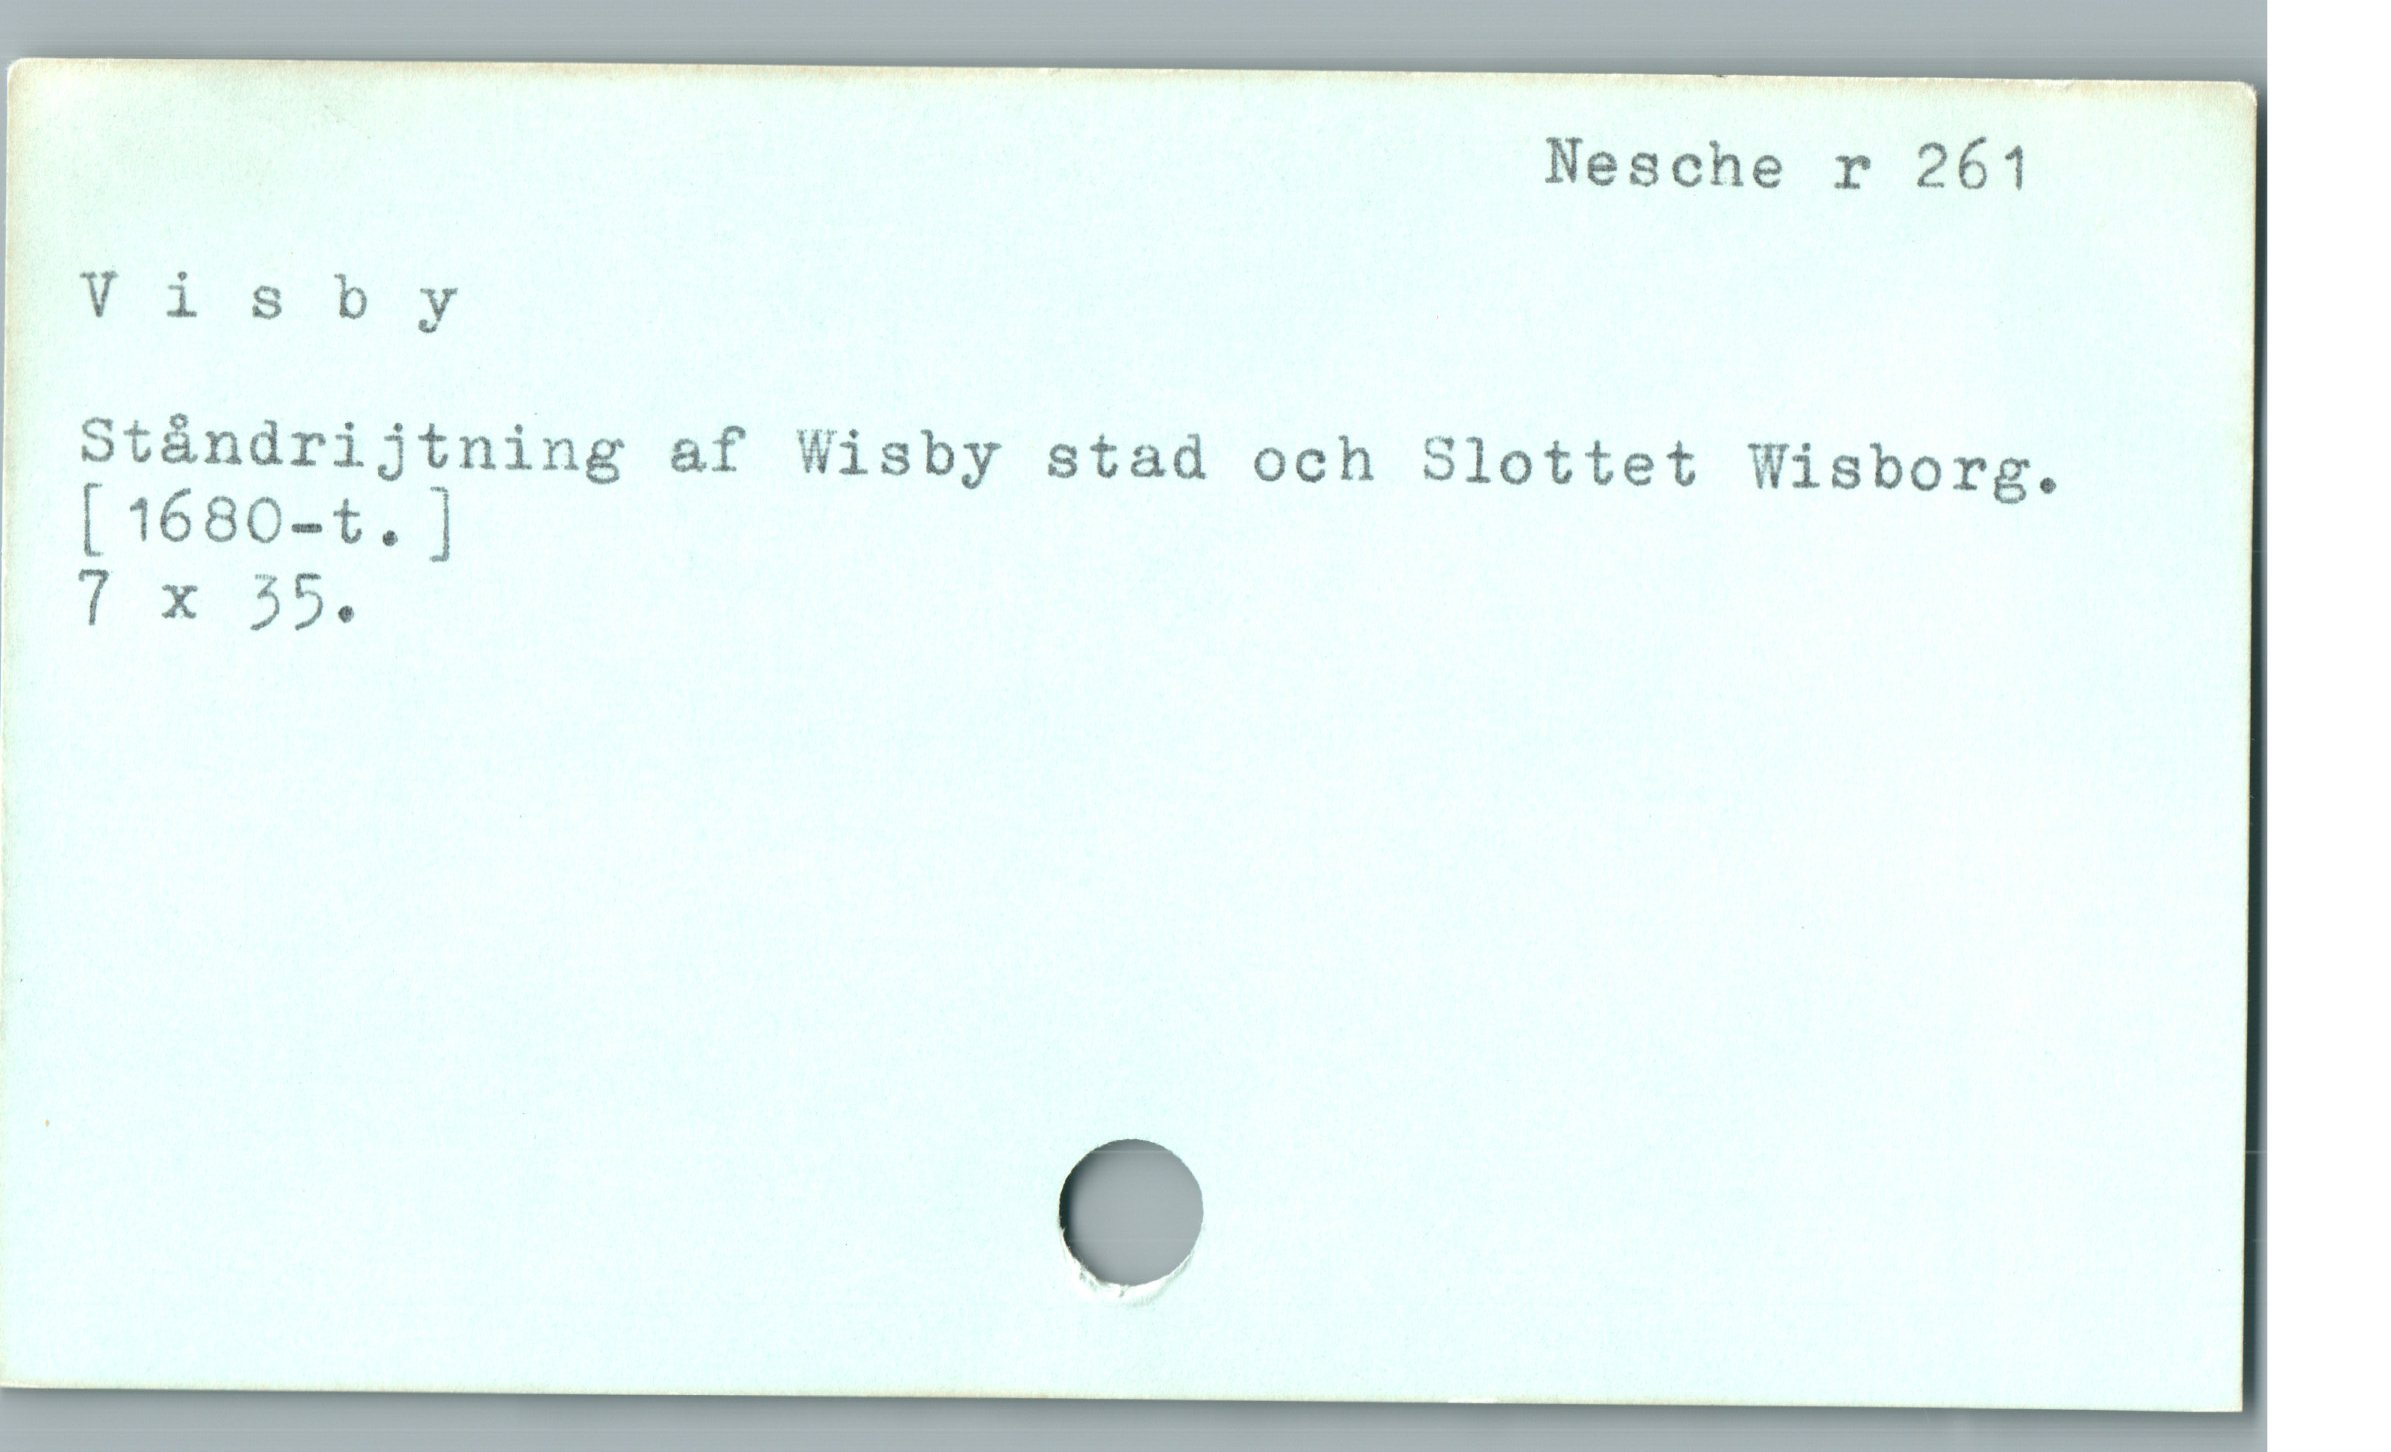 Nesche r 261
V i s b y
Ståndrijtning af Wisby stad och Slottet Wisborg.
[1680-t.]
7 x 35.